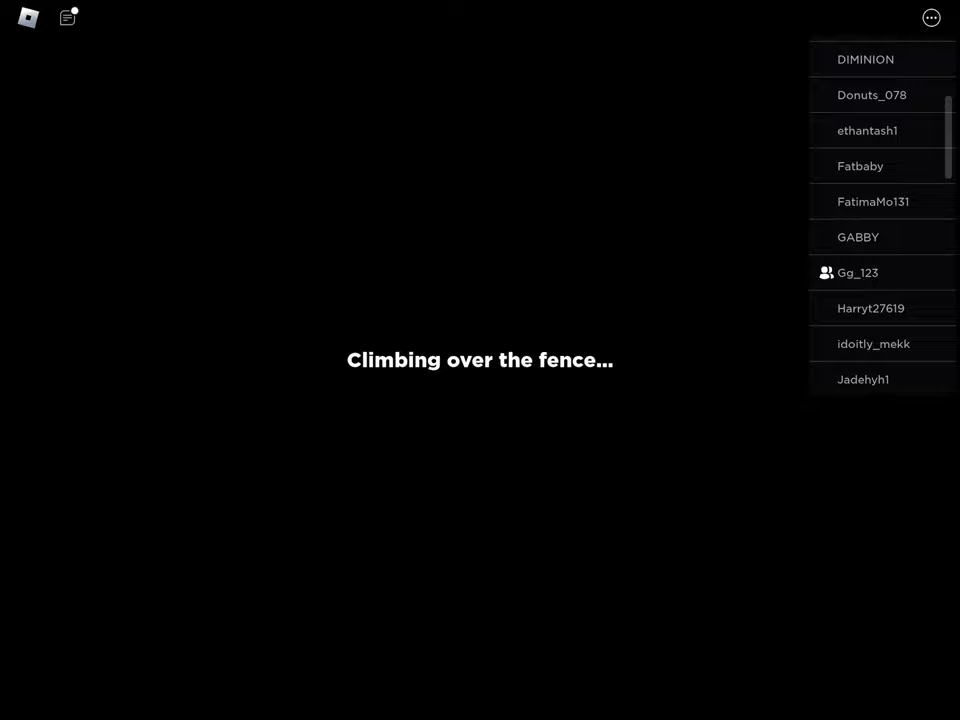 DIMINION
Donuts_078
ethantash1
Fatbaby
FatimaMo131
GABBY
Gg_123
Harryt27619
idoitly_mekk
Climbing over the fence...
Jadehyh1